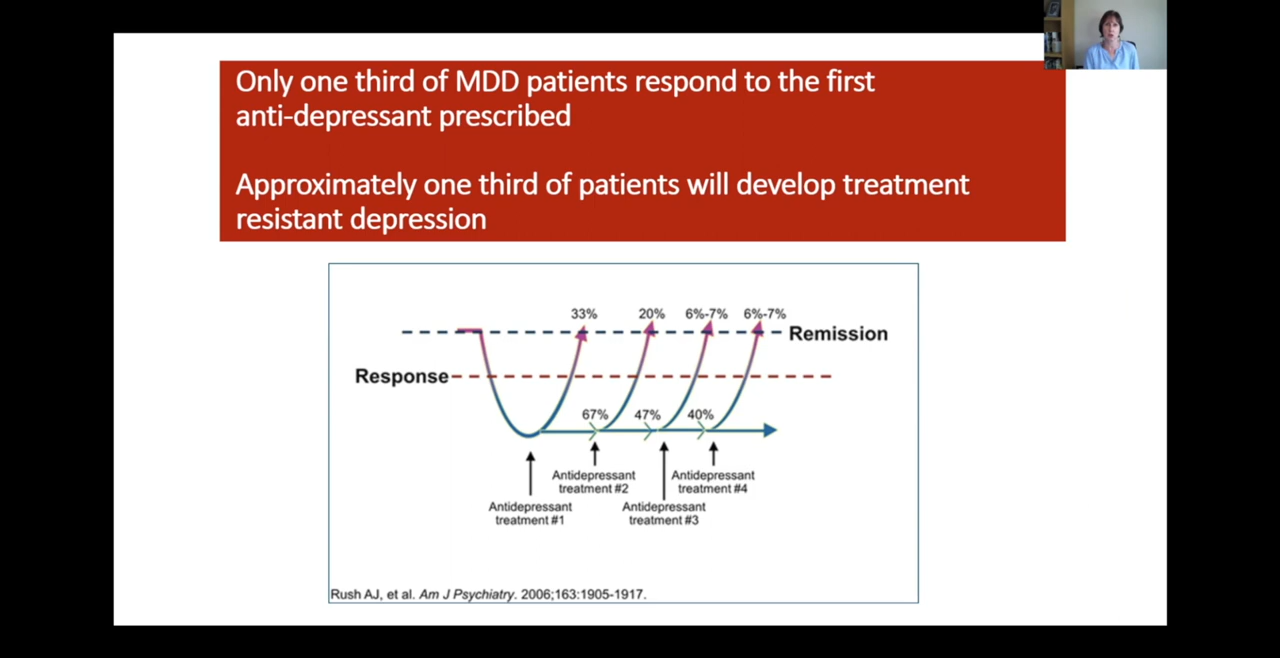 Only one third of MDD patients respond to the first
anti-depressant prescribed
Approximately one third of patients will develop treatment
resistant depression
33%
20%
6%-7%
6%-7%
Remission
Response
67%
47%
40%
Antidepressant
treatment #2
Antidepressant
treatment #4
Antidepressant
treatment #1
Antidepressant
treatment #3
Rush AJ, et al. Am J Psychiatry. 2006;163:1905-1917.